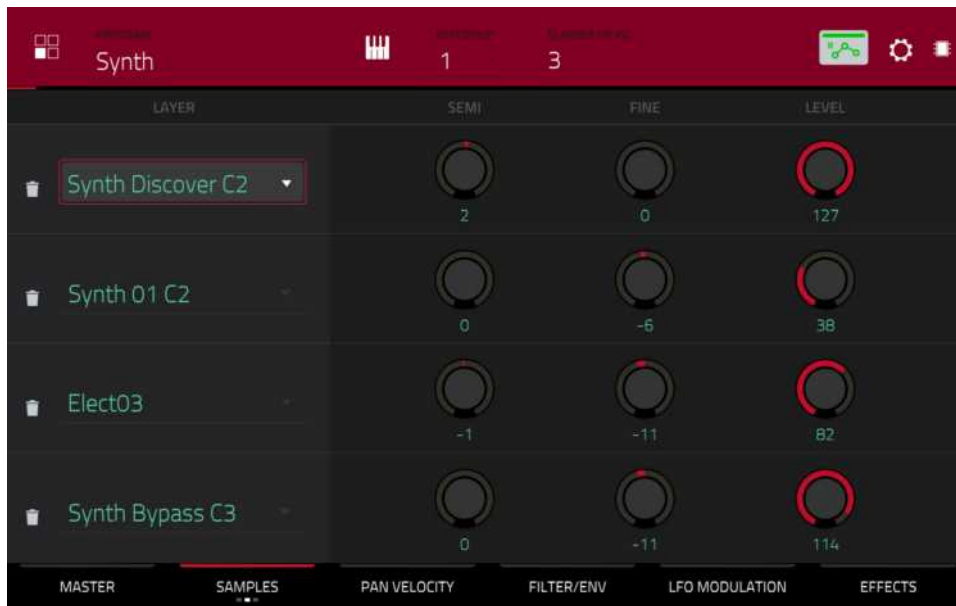 Synth
1
3
LAYER SEMI FINE LEVEL
Synth Discover C2
2 0 127
Synth 01 C2
0 -6 38
Elect03
-1 -11 82
Synth Bypass C3
0 -11 114
MASTER SAMPLES PAN VELOCITY FILTER/ENV LFO MODULATION EFFECTS